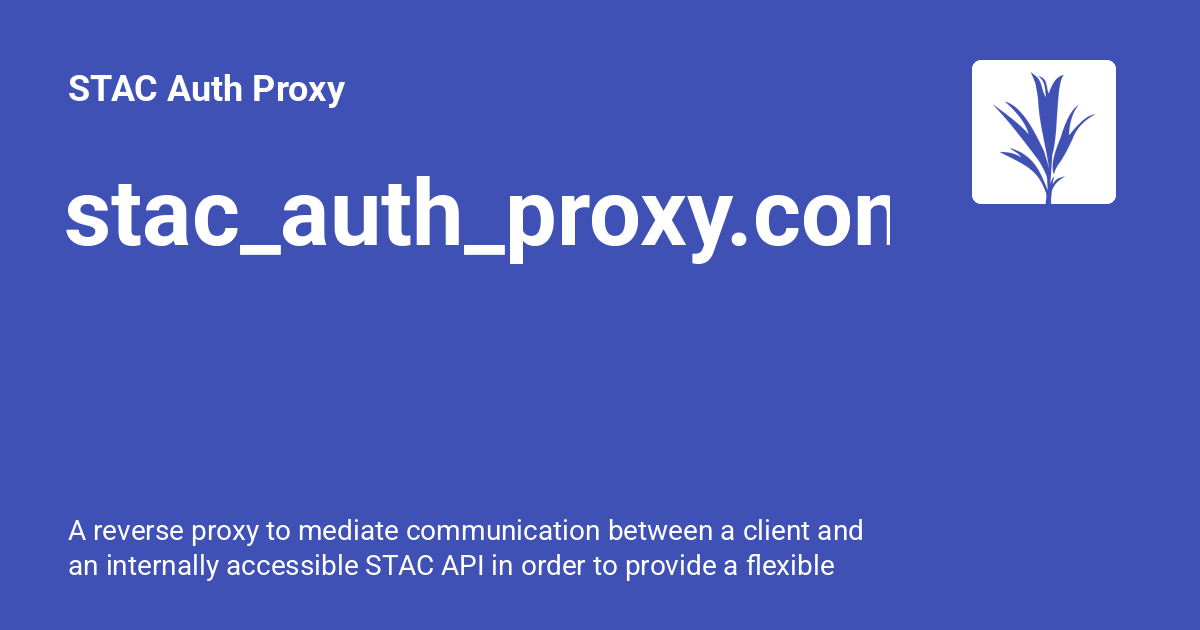 STAC Auth Proxy
stac_auth_proxy.con
A reverse proxy to mediate communication between a client and
an internally accessible STAC API in order to provide a flexible